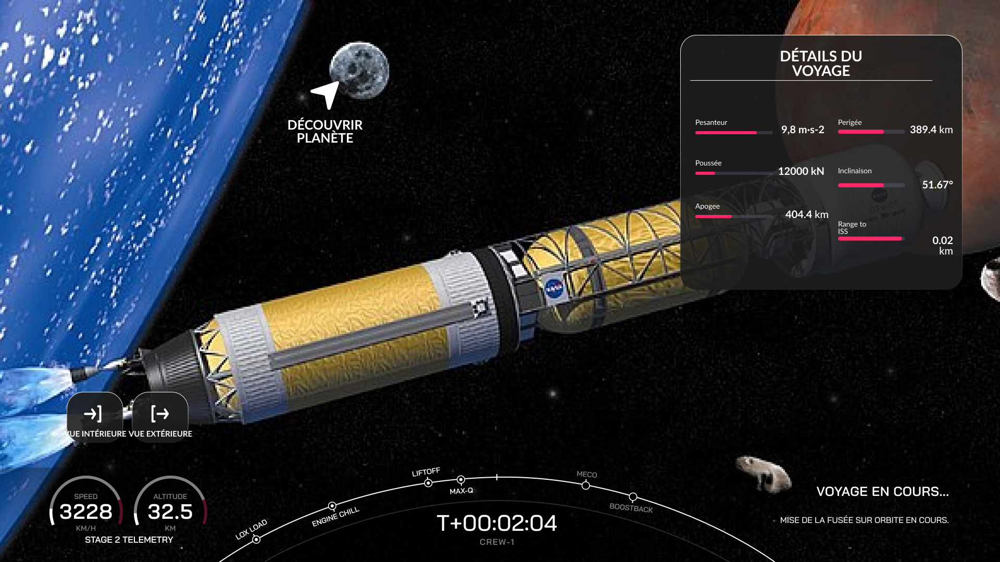 DÉCOUVRIR
PLANÈTE
DÉTAILS DU
VOYAGE
Pesanteur
9,8 m·s-2
Perigée
389.4 km
Poussée
12000 kN
Inclinaison
51.67°
Apogee
404.4 km
Range to
ISS
0.02
km
NASA
VUE INTÉRIEURE
VUE EXTÉRIEURE
SPEED
3228
KM/H
ALTITUDE
32.5
KM
STAGE 2 TELEMETRY
LOX LOAD
ENGINE CHILL
LIFTOFF
MAX-Q
MECO
BOOSTBACK
T+00:02:04
CREW-1
VOYAGE EN COURS...
MISE DE LA FUSÉE SUR ORBITE EN COURS.